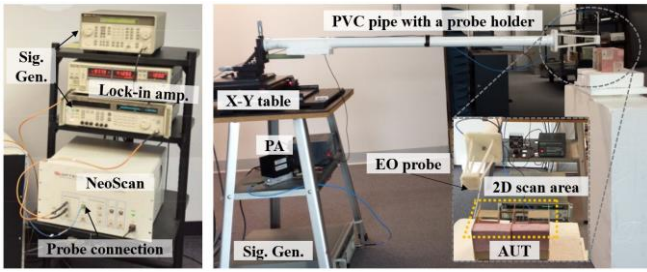 Sig. Gen.
Lock-in amp.
NeoScan
Probe connection
PVC pipe with a probe holder
X-Y table
PA
EO probe
2D scan area
Sig. Gen.
AUT